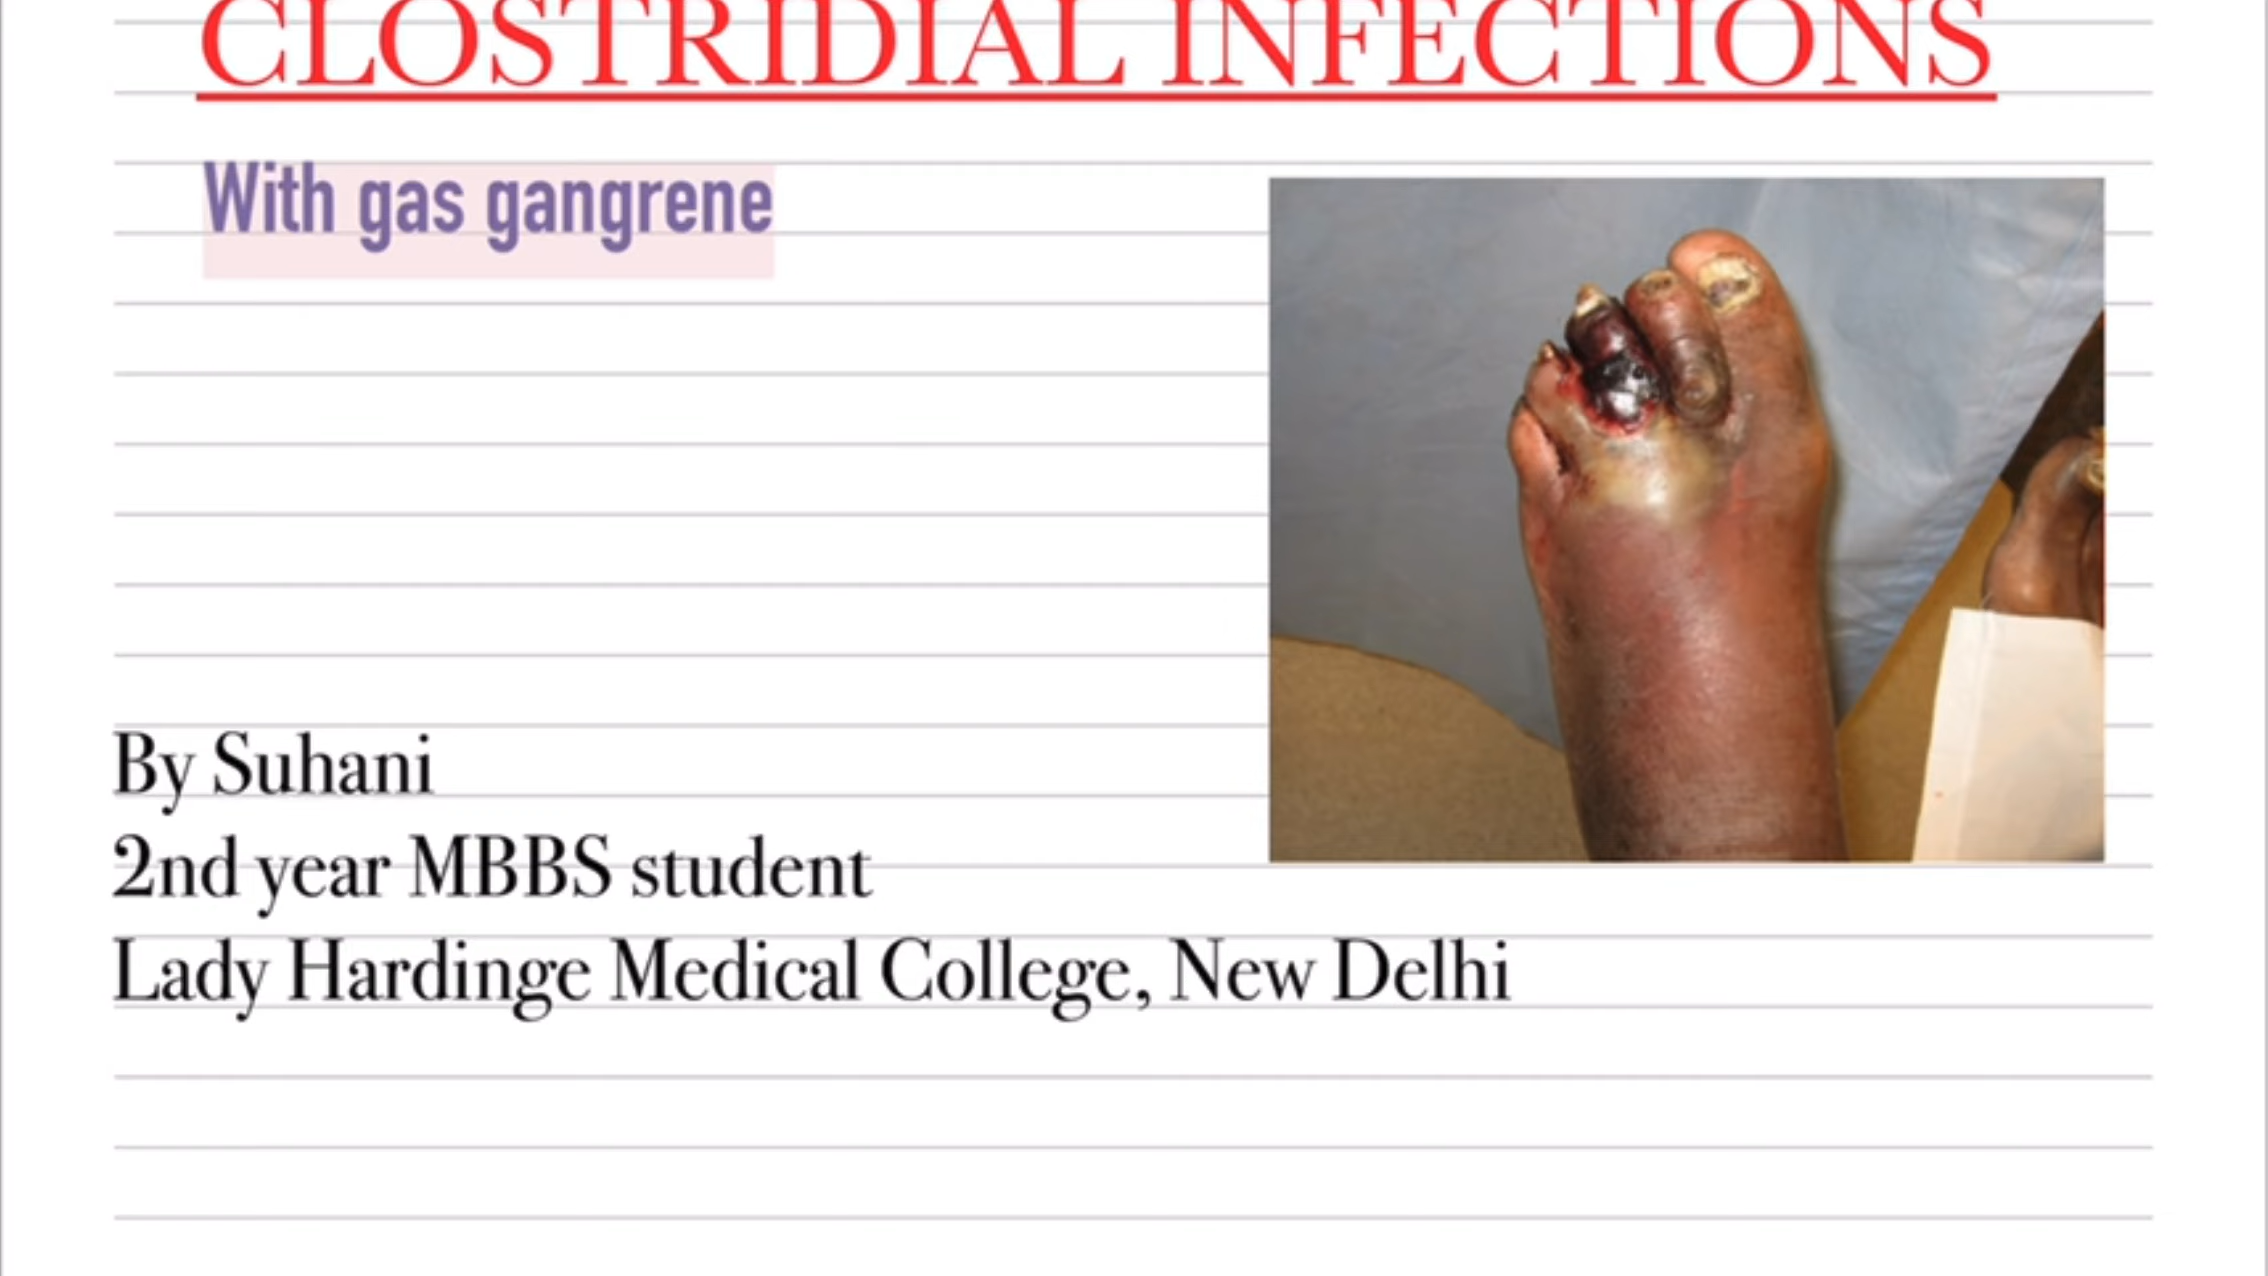 CLOSTRIDIAL INFECTIONS
With gas gangrene
By Suhani
2nd year MBBS student
Lady Hardinge Medical College, New Delhi